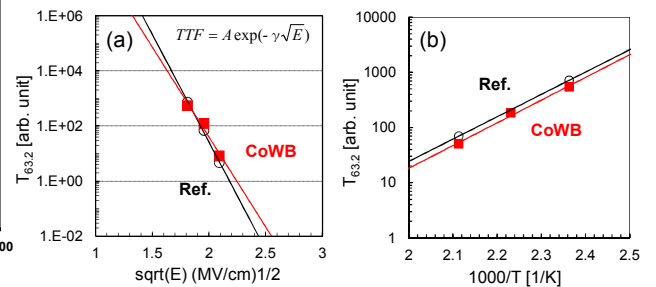 (a)
TTF = A exp(- γ√E)
1.E+06
1.E+04
1.E+02
1.E+00
1.E-02
T63.2 [arb. unit]
CoWB
Ref.
1
1.5
2
2.5
3
sqrt(E) (MV/cm)1/2
00
(b)
10000
1000
100
10
1
T63.2 [arb. unit]
Ref.
CoWB
2
2.1
2.2
2.3
2.4
2.5
1000/T [1/K]